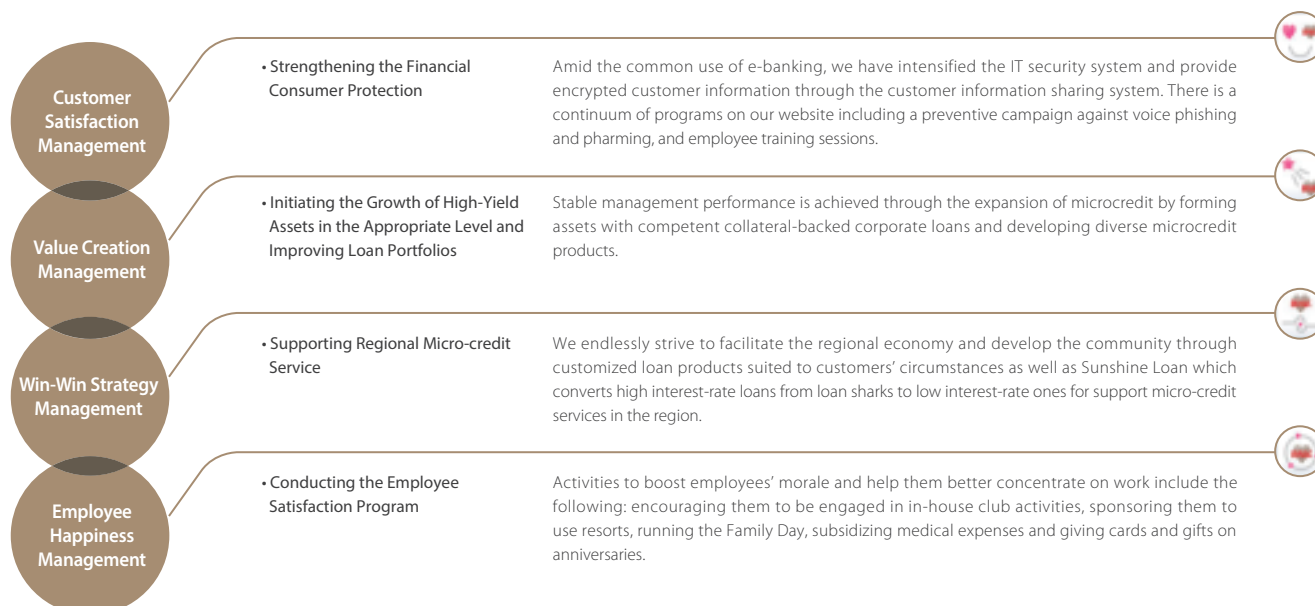 Customer
Satisfaction
Management
• Strengthening the Financial
Consumer Protection
Amid the common use of e-banking, we have intensified the IT security system and provide
encrypted customer information through the customer information sharing system. There is a
continuum of programs on our website including a preventive campaign against voice phishing
and pharming, and employee training sessions.
Value Creation
Management
• Initiating the Growth of High-Yield
Assets in the Appropriate Level and
Improving Loan Portfolios
Stable management performance is achieved through the expansion of microcredit by forming
assets with competent collateral-backed corporate loans and developing diverse microcredit
products.
Win-Win Strategy
Management
• Supporting Regional Micro-credit
Service
We endlessly strive to facilitate the regional economy and develop the community through
customized loan products suited to customers' circumstances as well as Sunshine Loan which
converts high interest-rate loans from loan sharks to low interest-rate ones for support micro-credit
services in the region.
Employee
Happiness
Management
• Conducting the Employee
Satisfaction Program
Activities to boost employees' morale and help them better concentrate on work include the
following: encouraging them to be engaged in in-house club activities, sponsoring them to
use resorts, running the Family Day, subsidizing medical expenses and giving cards and gifts on
anniversaries.